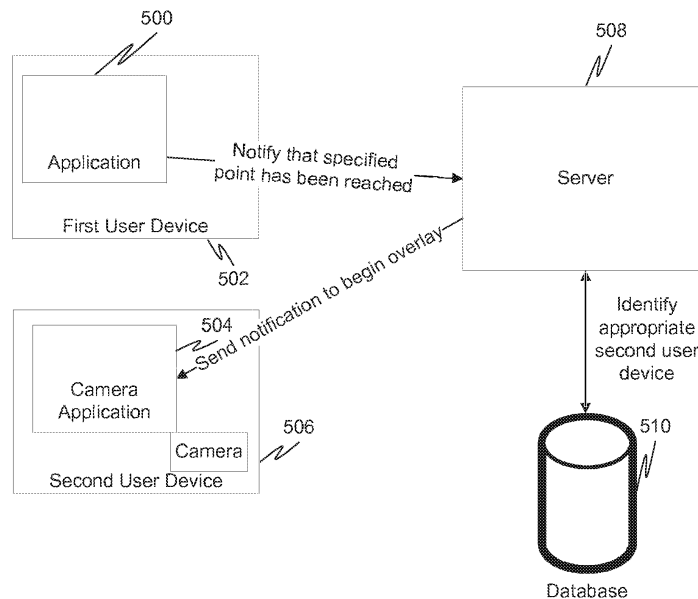 500
Application
First User Device
502
Notify that specified
point has been reached
508
Server
Send notification to begin overlay
504
Camera
Application
Camera
506
Second User Device
Identify
appropriate
second user
device
510
Database